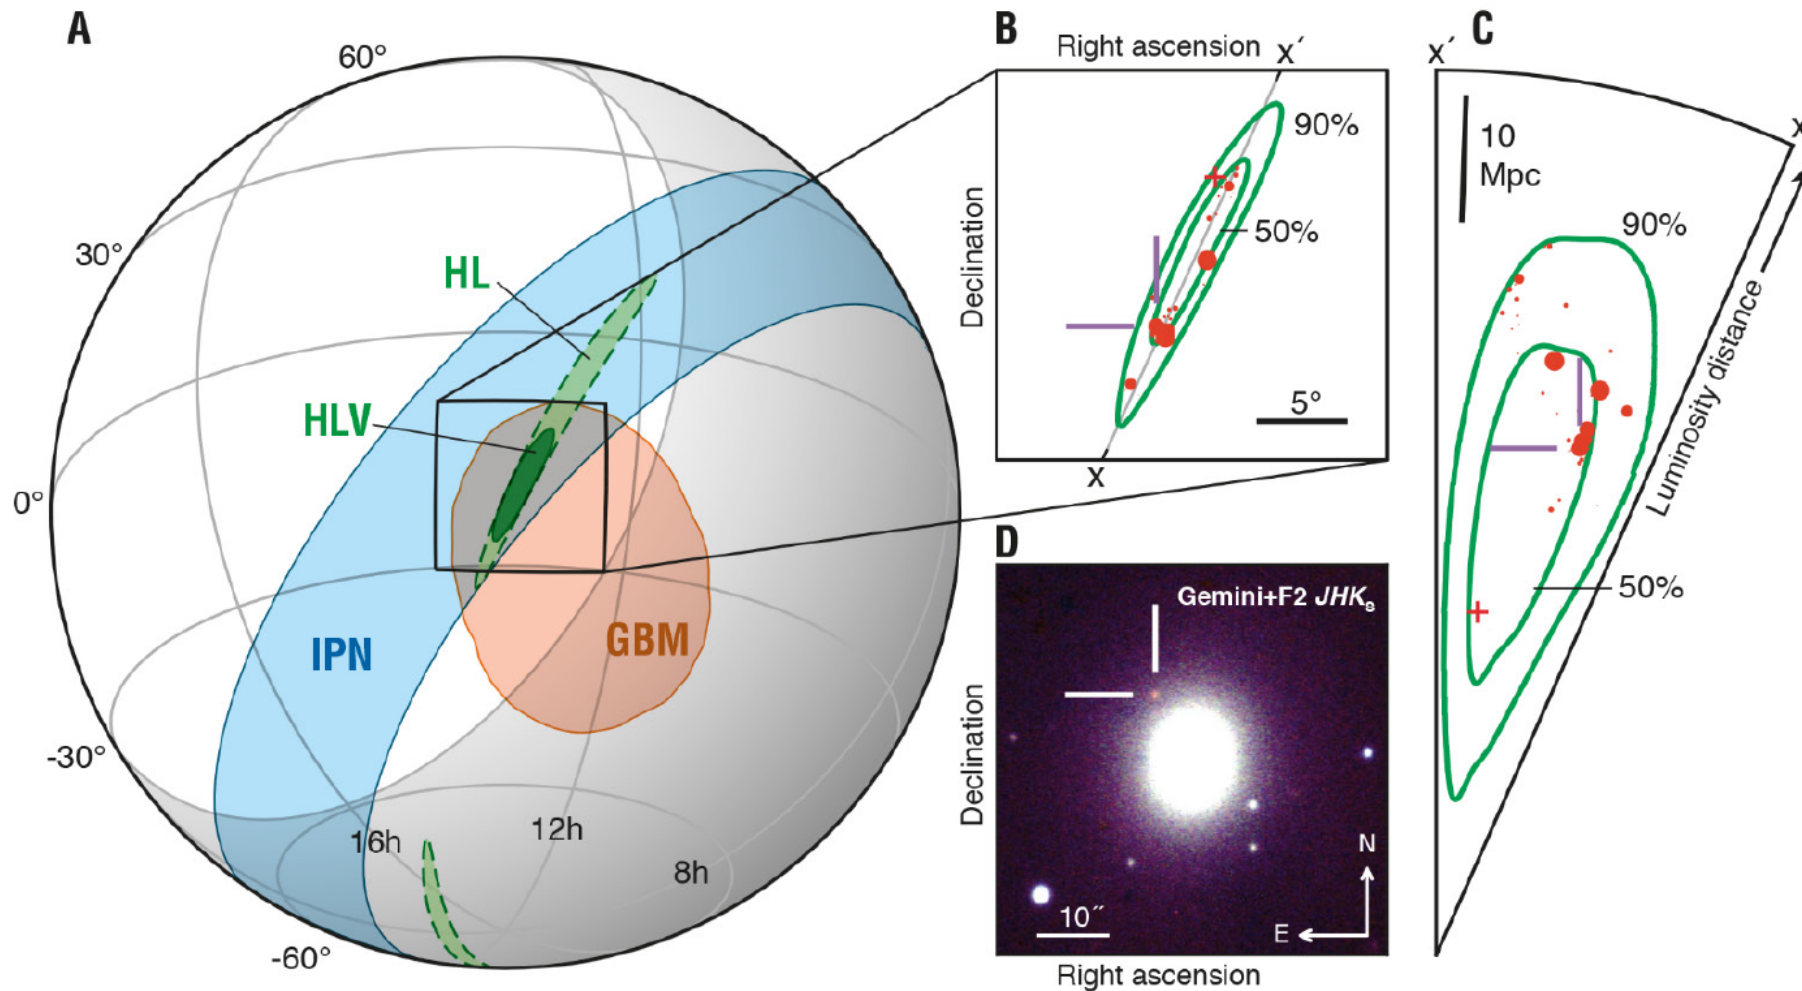 A
60°
30°
0°
-30°
-60°
HL
HLV
IPN
GBM
16h
12h
8h
B
Right ascension
x´
90%
50%
5°
Declination
x
C
x´
x
10
Mpc
90%
50%
Luminosity distance
D
Gemini+F2 JHKs
Declination
N
E
10˝
Right ascension